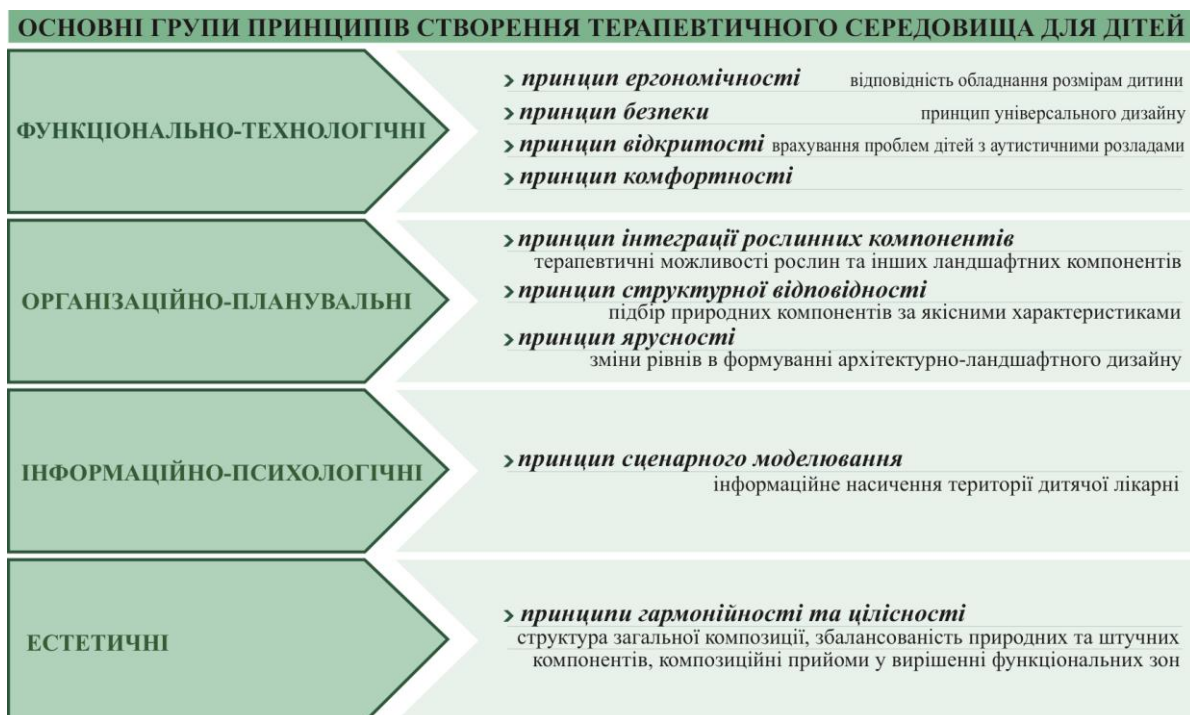 ОСНОВНІ ГРУПИ ПРИНЦИПІВ СТВОРЕННЯ ТЕРАПЕВТИЧНОГО СЕРЕДОВИЩА ДЛЯ ДІТЕЙ
ФУНКЦІОНАЛЬНО-ТЕХНОЛОГІЧНІ
› принцип ергономічності відповідність обладнання розмірам дитини
› принцип безпеки принцип універсального дизайну
› принцип відкритості врахування проблем дітей з аутистичними розладами
› принцип комфортності
ОРГАНІЗАЦІЙНО-ПЛАНУВАЛЬНІ
› принцип інтеграції рослинних компонентів
терапевтичні можливості рослин та інших ландшафтних компонентів
› принцип структурної відповідності
підбір природних компонентів за якісними характеристиками
› принцип ярусності
зміни рівнів в формуванні архітектурно-ландшафтного дизайну
ІНФОРМАЦІЙНО-ПСИХОЛОГІЧНІ
› принцип сценарного моделювання
інформаційне насичення території дитячої лікарні
ЕСТЕТИЧНІ
› принципи гармонійності та цілісності
структура загальної композиції, збалансованість природних та штучних
компонентів, композиційні прийоми у вирішенні функціональних зон